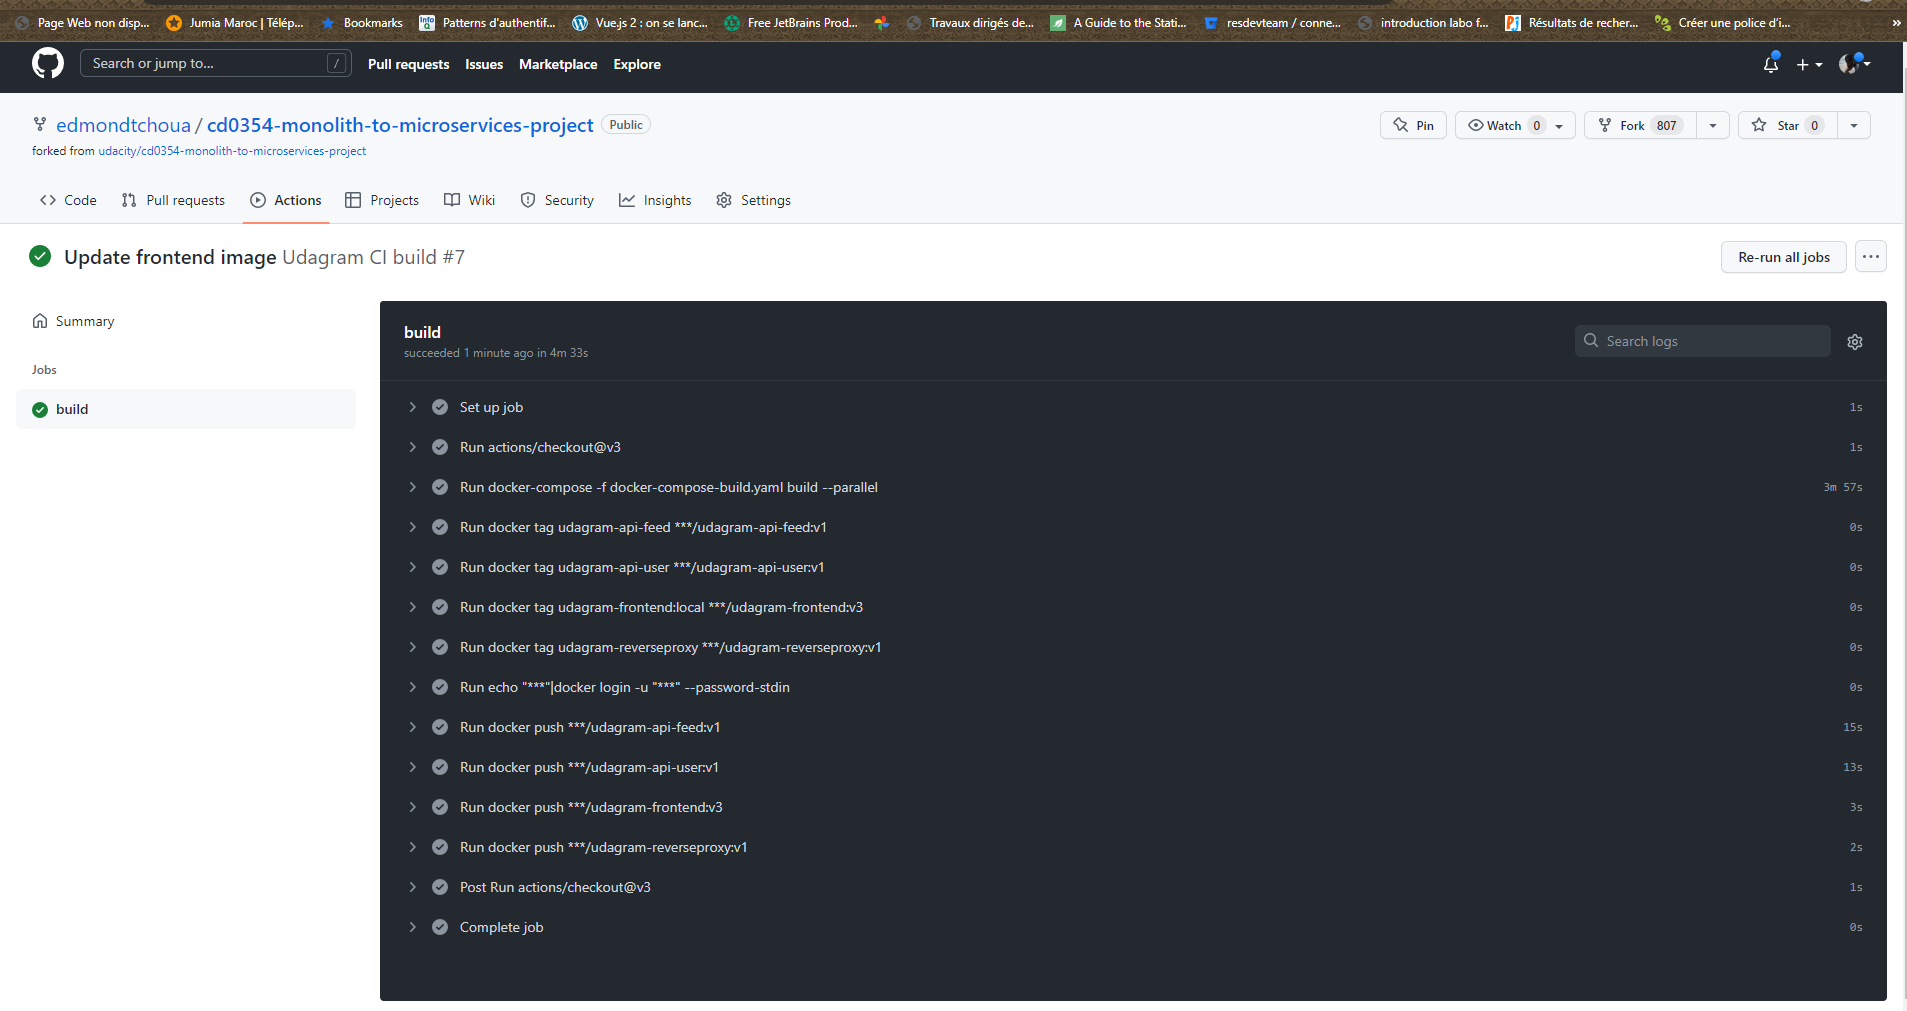 Page Web non disp... Jumia Maroc | Télép... Bookmarks Patterns d'authentif... Vue.js 2 : on se lanc... Free JetBrains Prod... Travaux dirigés de... A Guide to the Stati... resdevteam / conne... introduction labo f... Résultats de recher... Créer une police d'i... »
Search or jump to... / Pull requests Issues Marketplace Explore
edmondtchoua / cd0354-monolith-to-microservices-project Public Pin Watch 0 Fork 807 Star 0
forked from udacity/cd0354-monolith-to-microservices-project
Code Pull requests Actions Projects Wiki Security Insights Settings
Update frontend image Udagram CI build #7 Re-run all jobs ...
Summary
Jobs
build
build
succeeded 1 minute ago in 4m 33s
Search logs
Set up job 1s
Run actions/checkout@v3 1s
Run docker-compose -f docker-compose-build.yaml build --parallel 3m 57s
Run docker tag udagram-api-feed ***/udagram-api-feed:v1 0s
Run docker tag udagram-api-user ***/udagram-api-user:v1 0s
Run docker tag udagram-frontend:local ***/udagram-frontend:v3 0s
Run docker tag udagram-reverseproxy ***/udagram-reverseproxy:v1 0s
Run echo "***"|docker login -u "***" --password-stdin 0s
Run docker push ***/udagram-api-feed:v1 15s
Run docker push ***/udagram-api-user:v1 13s
Run docker push ***/udagram-frontend:v3 3s
Run docker push ***/udagram-reverseproxy:v1 2s
Post Run actions/checkout@v3 1s
Complete job 0s